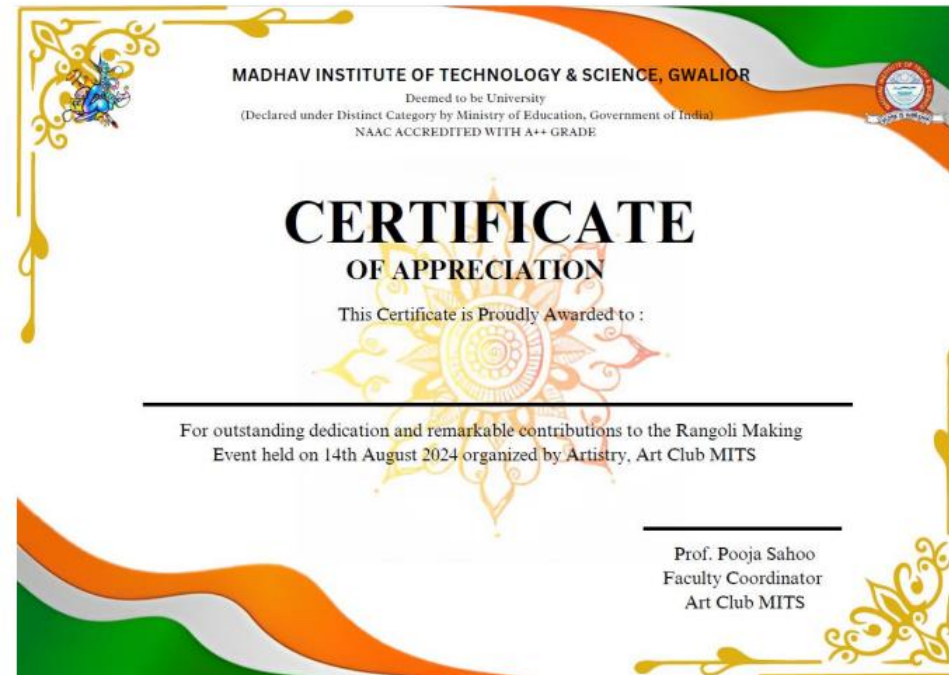 MADHAV INSTITUTE OF TECHNOLOGY & SCIENCE, GWALIOR
Deemed to be University
(Declared under Distinct Category by Ministry of Education, Government of India)
NAAC ACCREDITED WITH A++ GRADE
CERTIFICATE
OF APPRECIATION
This Certificate is Proudly Awarded to :
For outstanding dedication and remarkable contributions to the Rangoli Making
Event held on 14th August 2024 organized by Artistry, Art Club MITS
Prof. Pooja Sahoo
Faculty Coordinator
Art Club MITS